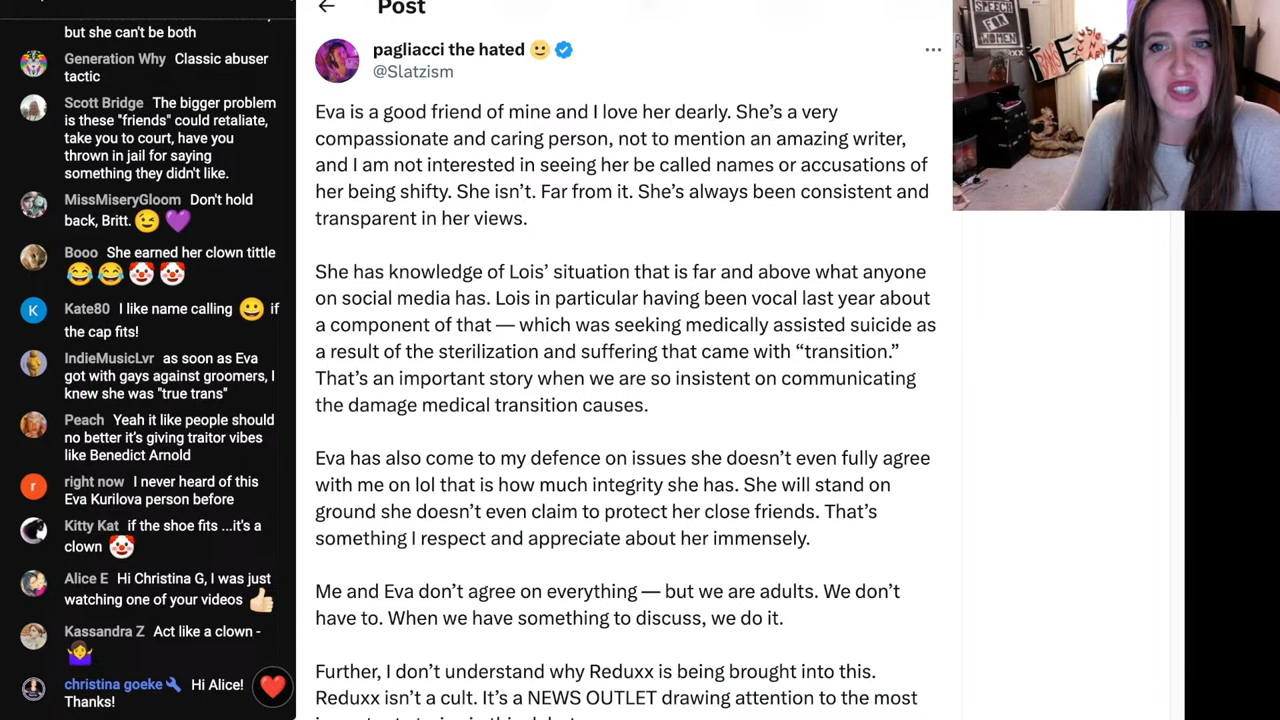 but she can't be both
Generation Why Classic abuser
tactic
Scott Bridge The bigger problem
is these "friends" could retaliate,
take you to court, have you
thrown in jail for saying
something they didn't like.
MissMiseryGloom Don't hold
back, Britt. 😉 💜
Booo She earned her clown tittle
😂 😂 🤡 🤡
K
Kate80 I like name calling 😀 if
the cap fits!
IndieMusicLvr as soon as Eva
got with gays against groomers, I
knew she was "true trans"
Peach Yeah it like people should
no better it's giving traitor vibes
like Benedict Arnold
r
right now I never heard of this
Eva Kurilova person before
Kitty Kat if the shoe fits ...it's a
clown 🤡
Alice E Hi Christina G, I was just
watching one of your videos 👍🏻
Kassandra Z Act like a clown -
🤷‍♀️
christina goeke 🔧 Hi Alice!
Thanks!
← Post
pagliacci the hated 🙂
@Slatzism
Eva is a good friend of mine and I love her dearly. She's a very
compassionate and caring person, not to mention an amazing writer,
and I am not interested in seeing her be called names or accusations of
her being shifty. She isn't. Far from it. She's always been consistent and
transparent in her views.
She has knowledge of Lois' situation that is far and above what anyone
on social media has. Lois in particular having been vocal last year about
a component of that — which was seeking medically assisted suicide as
a result of the sterilization and suffering that came with “transition.”
That's an important story when we are so insistent on communicating
the damage medical transition causes.
Eva has also come to my defence on issues she doesn't even fully agree
with me on lol that is how much integrity she has. She will stand on
ground she doesn't even claim to protect her close friends. That's
something I respect and appreciate about her immensely.
Me and Eva don't agree on everything — but we are adults. We don't
have to. When we have something to discuss, we do it.
Further, I don't understand why Reduxx is being brought into this.
Reduxx isn't a cult. It's a NEWS OUTLET drawing attention to the most
SPEECH
FOR
WOMEN